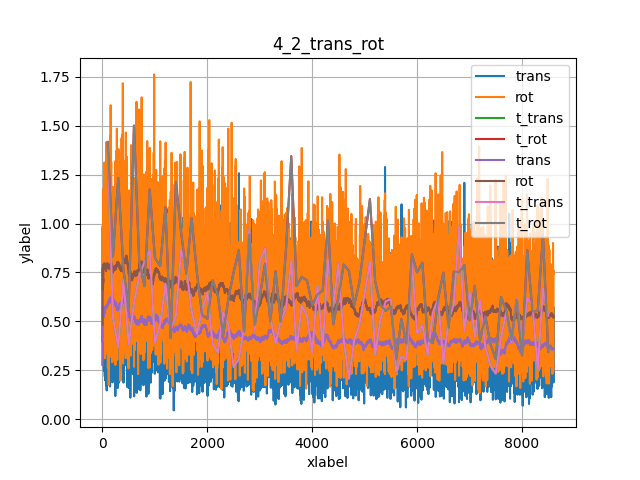 4_2_trans_rot
trans
rot
t_trans
t_rot
trans
rot
t_trans
t_rot
ylabel
1.75
1.50
1.25
1.00
0.75
0.50
0.25
0.00
0 2000 4000 6000 8000
xlabel